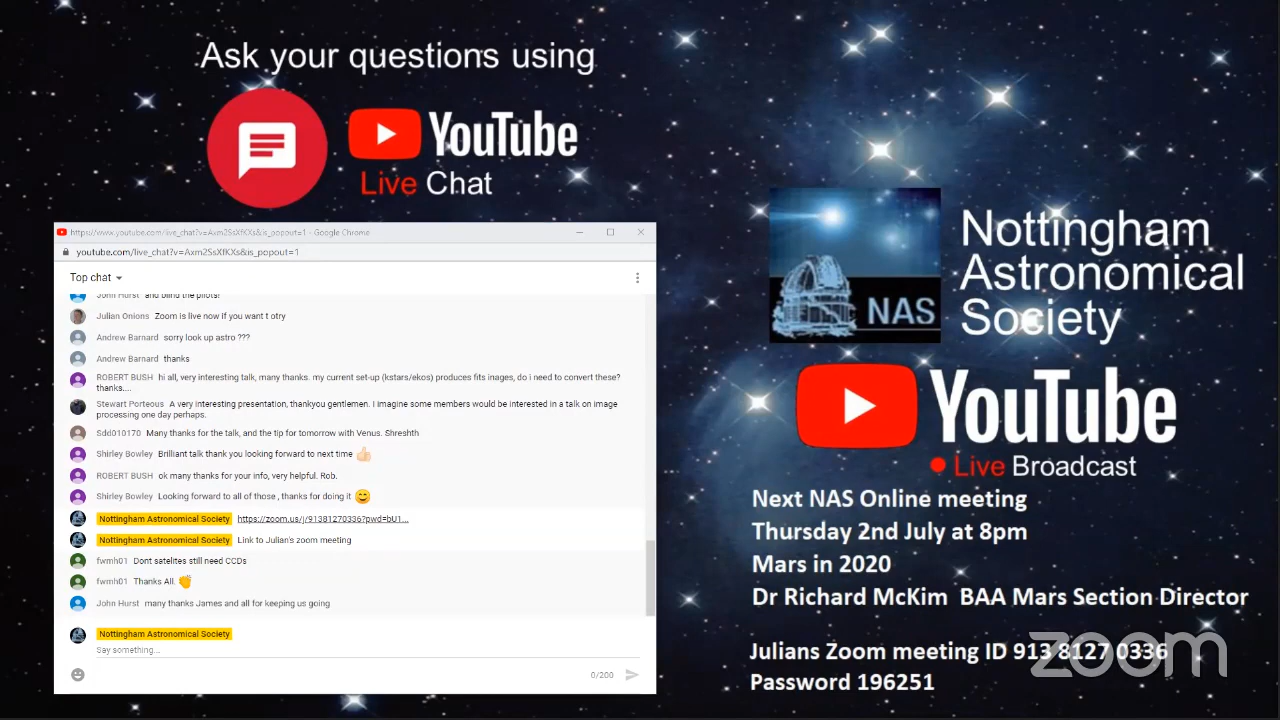 Ask your questions using
YouTube
Live Chat
https://www.youtube.com/live_chat?v=Axm2SsXfKXs&is_popout=1 - Google Chrome
youtube.com/live_chat?v=Axm2SsXfKXs&is_popout=1
Top chat
John Hurst and blind the pilots!
Julian Onions Zoom is live now if you want t otry
Andrew Barnard sorry look up astro ???
Andrew Barnard thanks
ROBERT BUSH hi all, very interesting talk, many thanks. my current set-up (kstars/ekos) produces fits inages, do i need to convert these?
thanks....
Stewart Porteous A very interesting presentation, thankyou gentlemen. I imagine some members would be interested in a talk on image
processing one day perhaps.
Sdd010170 Many thanks for the talk, and the tip for tomorrow with Venus. Shreshth
Shirley Bowley Brilliant talk thank you looking forward to next time 👍🏻
ROBERT BUSH ok many thanks for your info, very helpful. Rob.
Shirley Bowley Looking forward to all of those , thanks for doing it 😊
Nottingham Astronomical Society https://zoom.us/j/91381270336?pwd=bU1...
Nottingham Astronomical Society Link to Julian's zoom meeting
fwmh01 Dont satelites still need CCDs
fwmh01 Thanks All. 👏
John Hurst many thanks James and all for keeping us going
Nottingham Astronomical Society
Say something...
0/200
NAS
Nottingham
Astronomical
Society
YouTube
Live Broadcast
Next NAS Online meeting
Thursday 2nd July at 8pm
Mars in 2020
Dr Richard McKim BAA Mars Section Director
Julians Zoom meeting ID 913 8127 0336
Password 196251
zoom